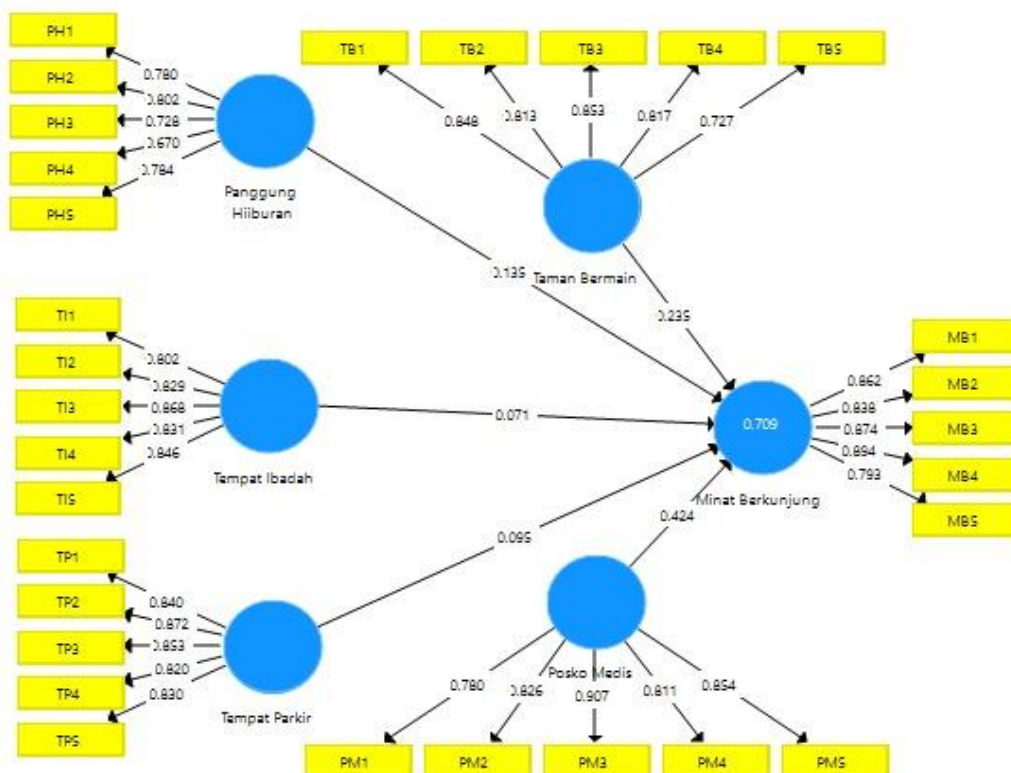 PH1
PH2
PH3
PH4
PH5
0.780
0.802
0.728
0.670
0.784
Panggung
Hiiburan
TB1
TB2
TB3
TB4
TB5
0.848
0.813
0.853
0.817
0.727
Taman Bermain
0.135
0.235
TI1
TI2
TI3
TI4
TI5
0.802
0.829
0.868
0.831
0.846
Tempat Ibadah
0.071
MB1
MB2
MB3
MB4
MB5
0.862
0.838
0.874
0.894
0.793
0.709
Minat Berkunjung
TP1
TP2
TP3
TP4
TP5
0.840
0.872
0.853
0.820
0.830
Tempat Parkir
0.095
0.424
Posko Medis
0.780
0.826
0.907
0.811
0.854
PM1
PM2
PM3
PM4
PM5